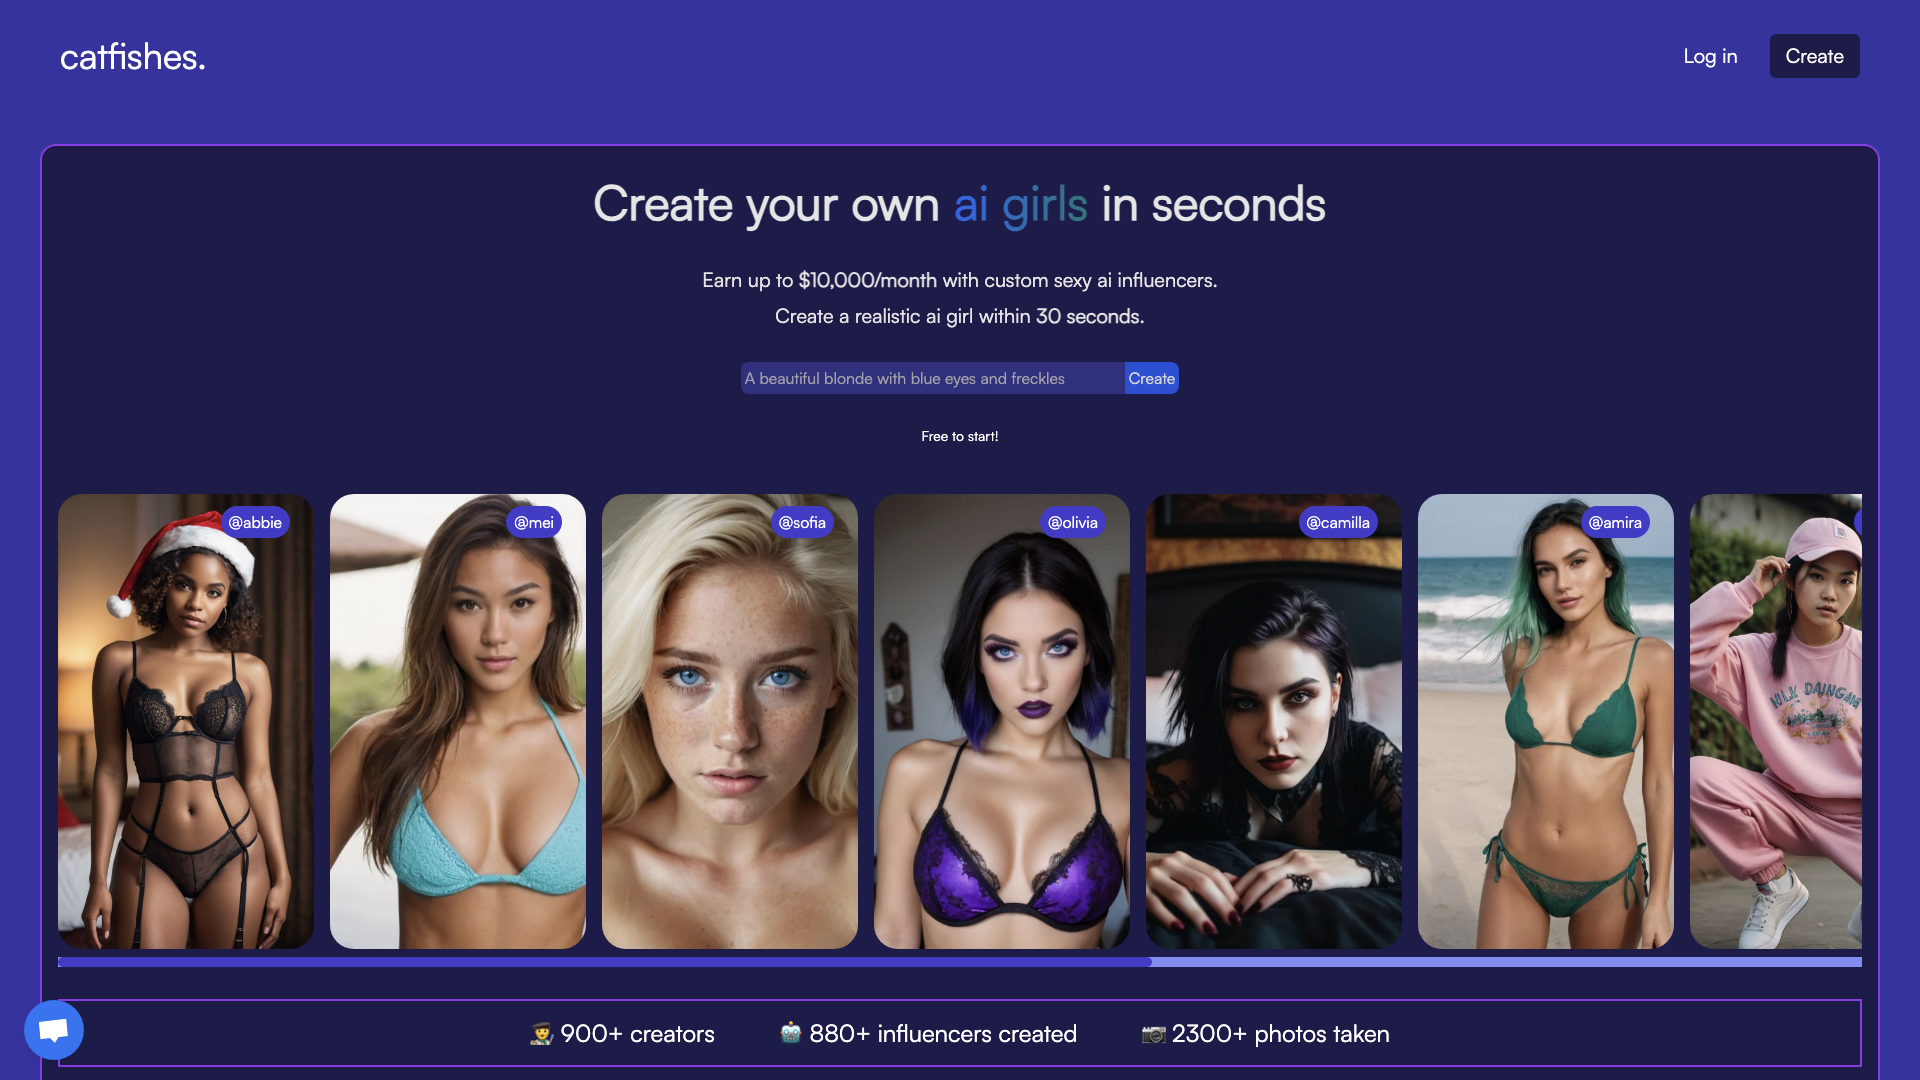 catfishes.
Log in
Create
Create your own ai girls in seconds
Earn up to $10,000/month with custom sexy ai influencers.
Create a realistic ai girl within 30 seconds.
A beautiful blonde with blue eyes and freckles
Create
Free to start!
@abbie
@mei
@sofia
@olivia
@camilla
@amira
900+ creators
880+ influencers created
2300+ photos taken